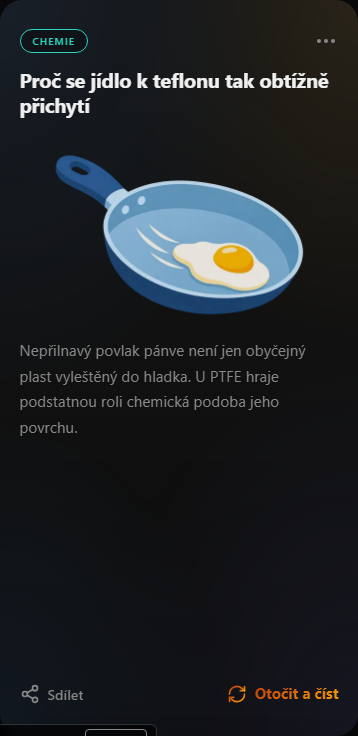 CHEMIE
Proč se jídlo k teflonu tak obtížně
přichytí
Nepřilnavý povlak pánve není jen obyčejný
plast vyleštěný do hladka. U PTFE hraje
podstatnou roli chemická podoba jeho
povrchu.
Sdílet
Otočit a číst